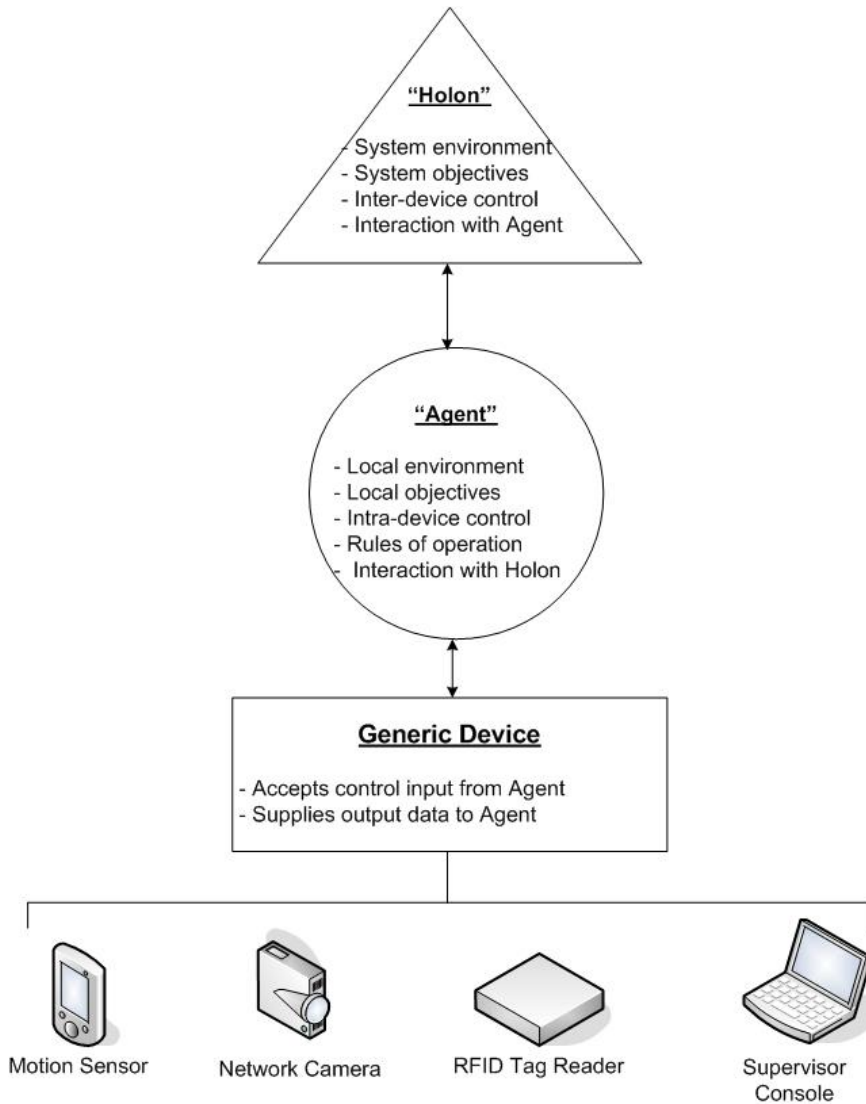 “Holon”
- System environment
- System objectives
- Inter-device control
- Interaction with Agent
“Agent”
- Local environment
- Local objectives
- Intra-device control
- Rules of operation
- Interaction with Holon
Generic Device
- Accepts control input from Agent
- Supplies output data to Agent
Motion Sensor
Network Camera
RFID Tag Reader
Supervisor
Console